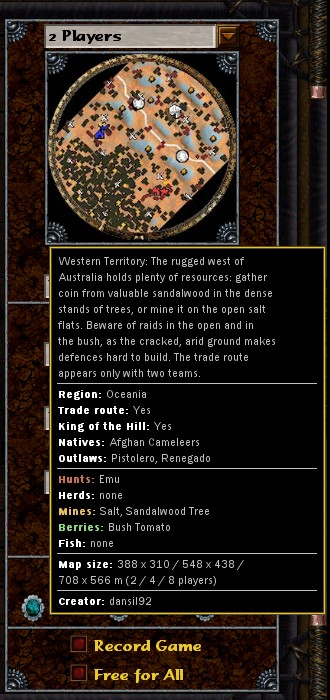 2 Players
Western Territory: The rugged west of
Australia holds plenty of resources: gather
coin from valuable sandalwood in the dense
stands of trees, or mine it on the open salt
flats. Beware of raids in the open and in
the bush, as the cracked, arid ground makes
defences hard to build. The trade route
appears only with two teams.
Region: Oceania
Trade route: Yes
King of the Hill: Yes
Natives: Afghan Cameleers
Outlaws: Pistolero, Renegado
Hunts: Emu
Herds: none
Mines: Salt, Sandalwood Tree
Berries: Bush Tomato
Fish: none
Map size: 388 x 310 / 548 x 438 /
708 x 566 m (2 / 4 / 8 players)
Creator: dansil92
Record Game
Free for All